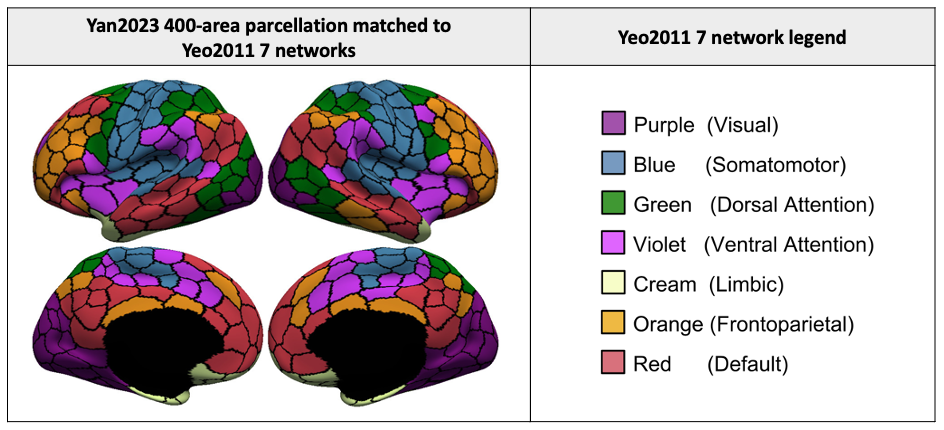 Yan2023 400-area parcellation matched to
Yeo2011 7 networks
Yeo2011 7 network legend
Purple (Visual)
Blue (Somatomotor)
Green (Dorsal Attention)
Violet (Ventral Attention)
Cream (Limbic)
Orange (Frontoparietal)
Red (Default)